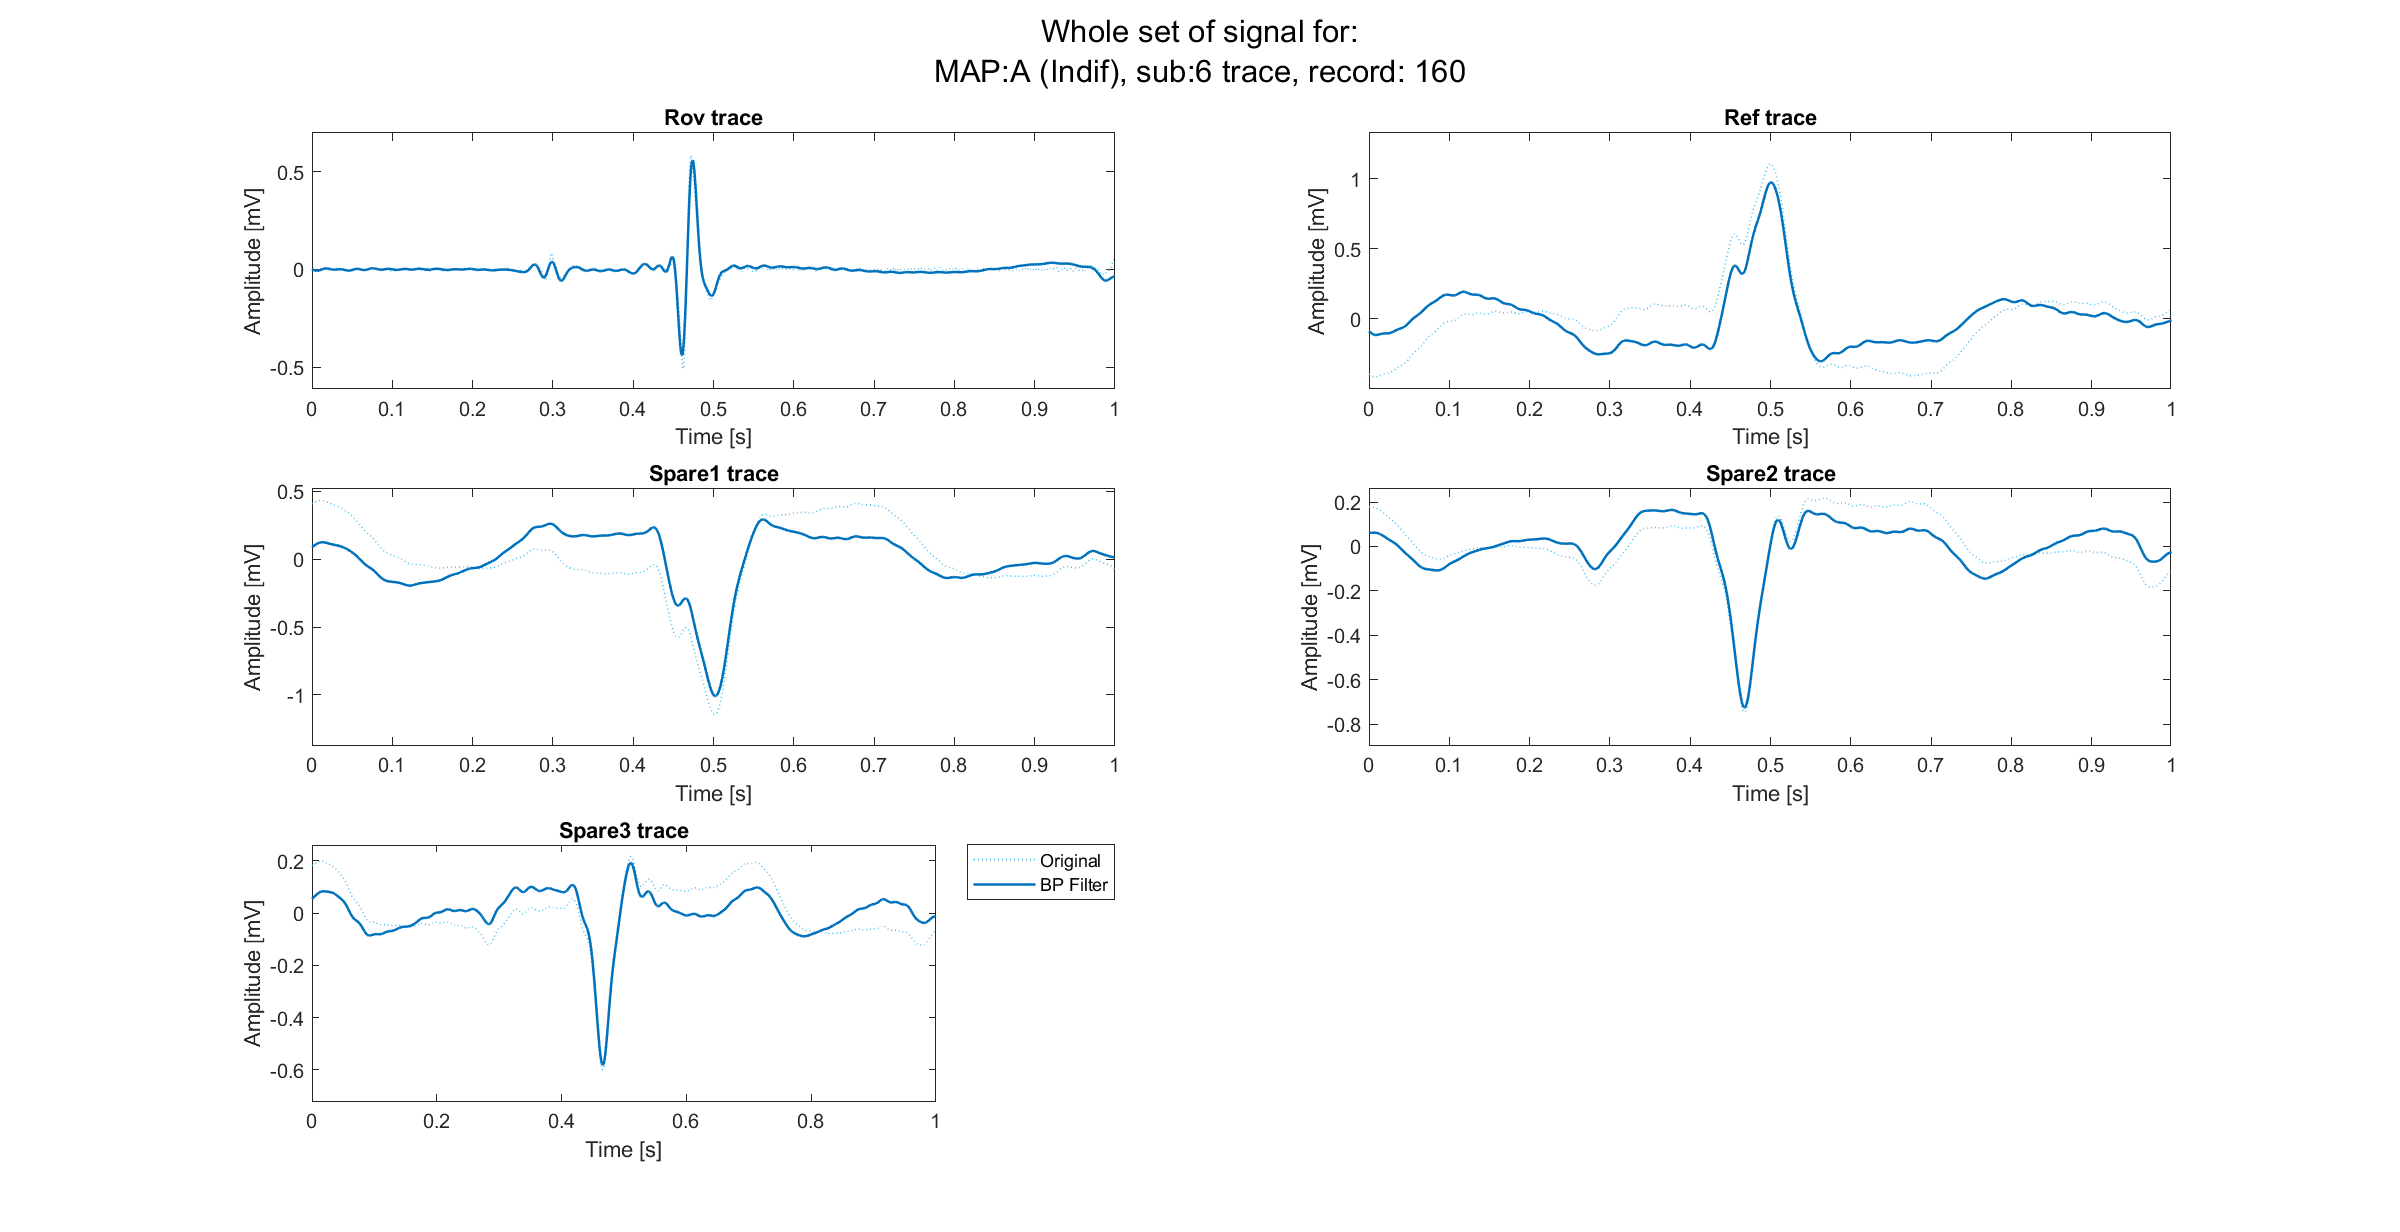 Whole set of signal for:
MAP:A (Indif), sub:6 trace, record: 160
Rov trace
Amplitude [mV]
0.5
0
-0.5
0 0.1 0.2 0.3 0.4 0.5 0.6 0.7 0.8 0.9 1
Time [s]
Ref trace
Amplitude [mV]
1
0.5
0
0 0.1 0.2 0.3 0.4 0.5 0.6 0.7 0.8 0.9 1
Time [s]
Spare1 trace
Amplitude [mV]
0.5
0
-0.5
-1
0 0.1 0.2 0.3 0.4 0.5 0.6 0.7 0.8 0.9 1
Time [s]
Spare2 trace
Amplitude [mV]
0.2
0
-0.2
-0.4
-0.6
-0.8
0 0.1 0.2 0.3 0.4 0.5 0.6 0.7 0.8 0.9 1
Time [s]
Spare3 trace
Amplitude [mV]
0.2
0
-0.2
-0.4
-0.6
0 0.2 0.4 0.6 0.8 1
Time [s]
Original
BP Filter